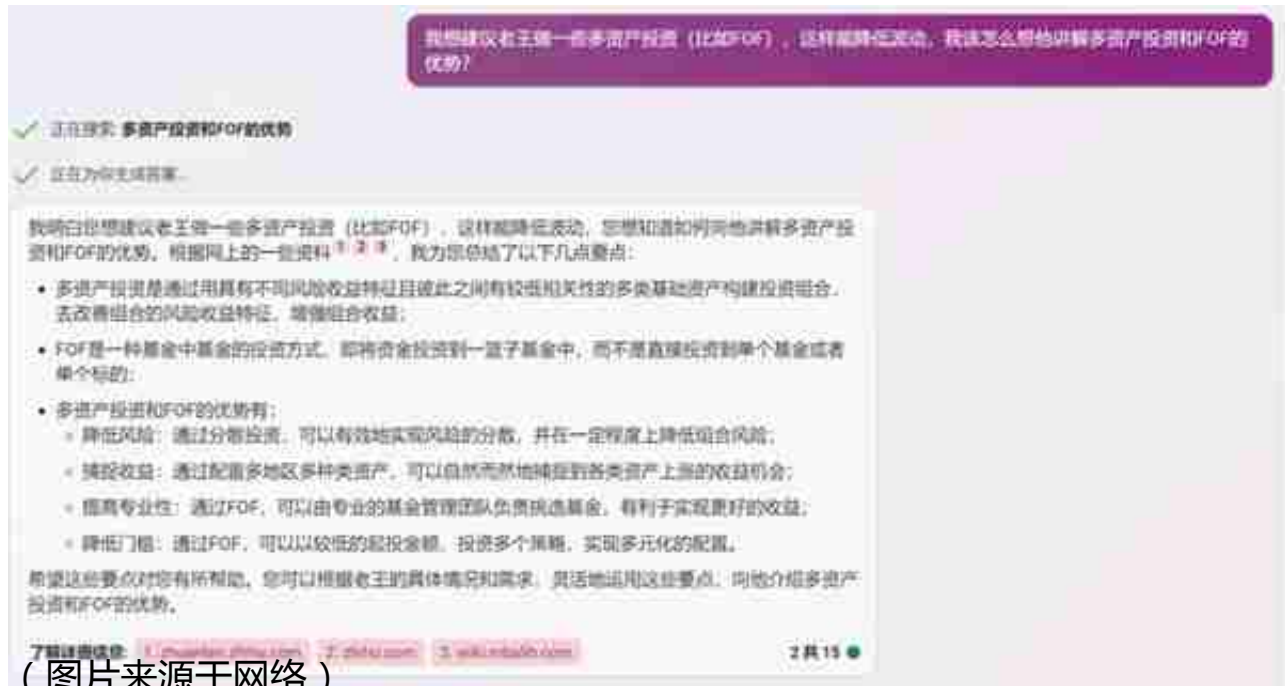 我想建议老王做一些多资产投资（比如FOF），这样能降低波动，我该怎么想他讲解多资产投资和FOF的
优势？
正在搜索: 多资产投资和FOF的优势
正在为你生成答案...
我明白您想建议老王做一些多资产投资（比如FOF），这样能降低波动，您想知道如何向他讲解多资产投
资和FOF的优势。根据网上的一些资料 1 2 3，我为您总结了以下几点要点：
• 多资产投资是通过用具有不同风险收益特征且彼此之间有较低相关性的多类基础资产构建投资组合，
去改善组合的风险收益特征，增强组合收益；
• FOF是一种基金中基金的投资方式，即将资金投资到一篮子基金中，而不是直接投资到单个基金或者
单个标的；
• 多资产投资和FOF的优势有：
降低风险：通过分散投资，可以有效地实现风险的分散，并在一定程度上降低组合风险；
捕捉收益：通过配置多地区多种类资产，可以自然而然地捕捉到各类资产上涨的收益机会；
提高专业性：通过FOF，可以由专业的基金管理团队负责挑选基金，有利于实现更好的收益；
降低门槛：通过FOF，可以以较低的起投金额，投资多个策略，实现多元化的配置。
希望这些要点对您有所帮助。您可以根据老王的具体情况和需求，灵活地运用这些要点，向他介绍多资产
投资和FOF的优势。
了解详细信息: 1. zhuanlan.zhihu.com 2. zhihu.com 3. 2共15
（图片来源于网络）